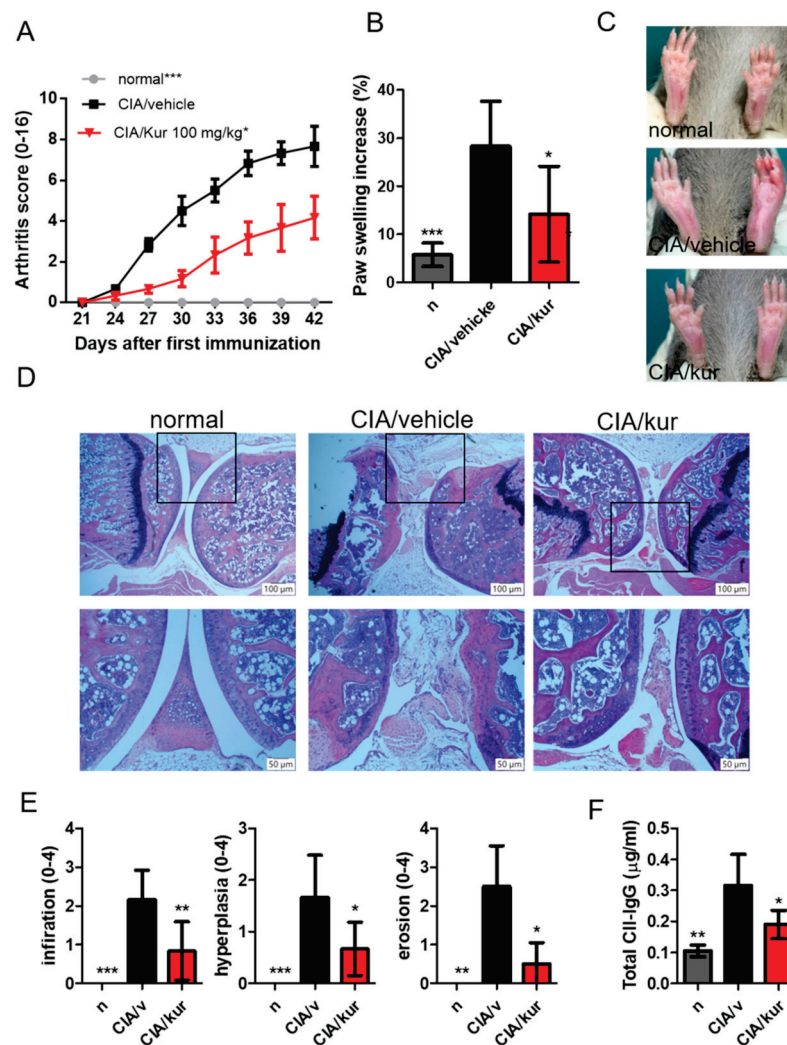 A
normal***
CIA/vehicle
CIA/Kur 100 mg/kg*
Arthritis score (0-16)
8
6
4
2
0
21 24 27 30 33 36 39 42
Days after first immunization
B
Paw swelling increase (%)
40
30
20
10
0
***
*
*
n
CIA/vehicke
CIA/kur
C
normal
CIA/vehicle
CIA/kur
D
normal CIA/vehicle CIA/kur
100 µm 100 µm 100 µm
50 µm 50 µm 50 µm
E
infiration (0-4)
4
3
2
1
0
***
**
n
CIA/v
CIA/kur
hyperplasia (0-4)
3
2
1
0
***
*
n
CIA/v
CIA/kur
erosion (0-4)
4
3
2
1
0
**
*
n
CIA/v
CIA/kur
F
Total CII-IgG (µg/ml)
0.5
0.4
0.3
0.2
0.1
0.0
**
*
n
CIA/v
CIA/kur